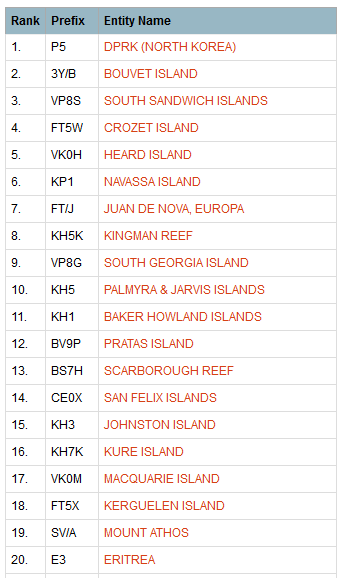 Rank Prefix Entity Name
1. P5 DPRK (NORTH KOREA)
2. 3Y/B BOUVET ISLAND
3. VP8S SOUTH SANDWICH ISLANDS
4. FT5W CROZET ISLAND
5. VK0H HEARD ISLAND
6. KP1 NAVASSA ISLAND
7. FT/J JUAN DE NOVA, EUROPA
8. KH5K KINGMAN REEF
9. VP8G SOUTH GEORGIA ISLAND
10. KH5 PALMYRA & JARVIS ISLANDS
11. KH1 BAKER HOWLAND ISLANDS
12. BV9P PRATAS ISLAND
13. BS7H SCARBOROUGH REEF
14. CE0X SAN FELIX ISLANDS
15. KH3 JOHNSTON ISLAND
16. KH7K KURE ISLAND
17. VK0M MACQUARIE ISLAND
18. FT5X KERGUELEN ISLAND
19. SV/A MOUNT ATHOS
20. E3 ERITREA